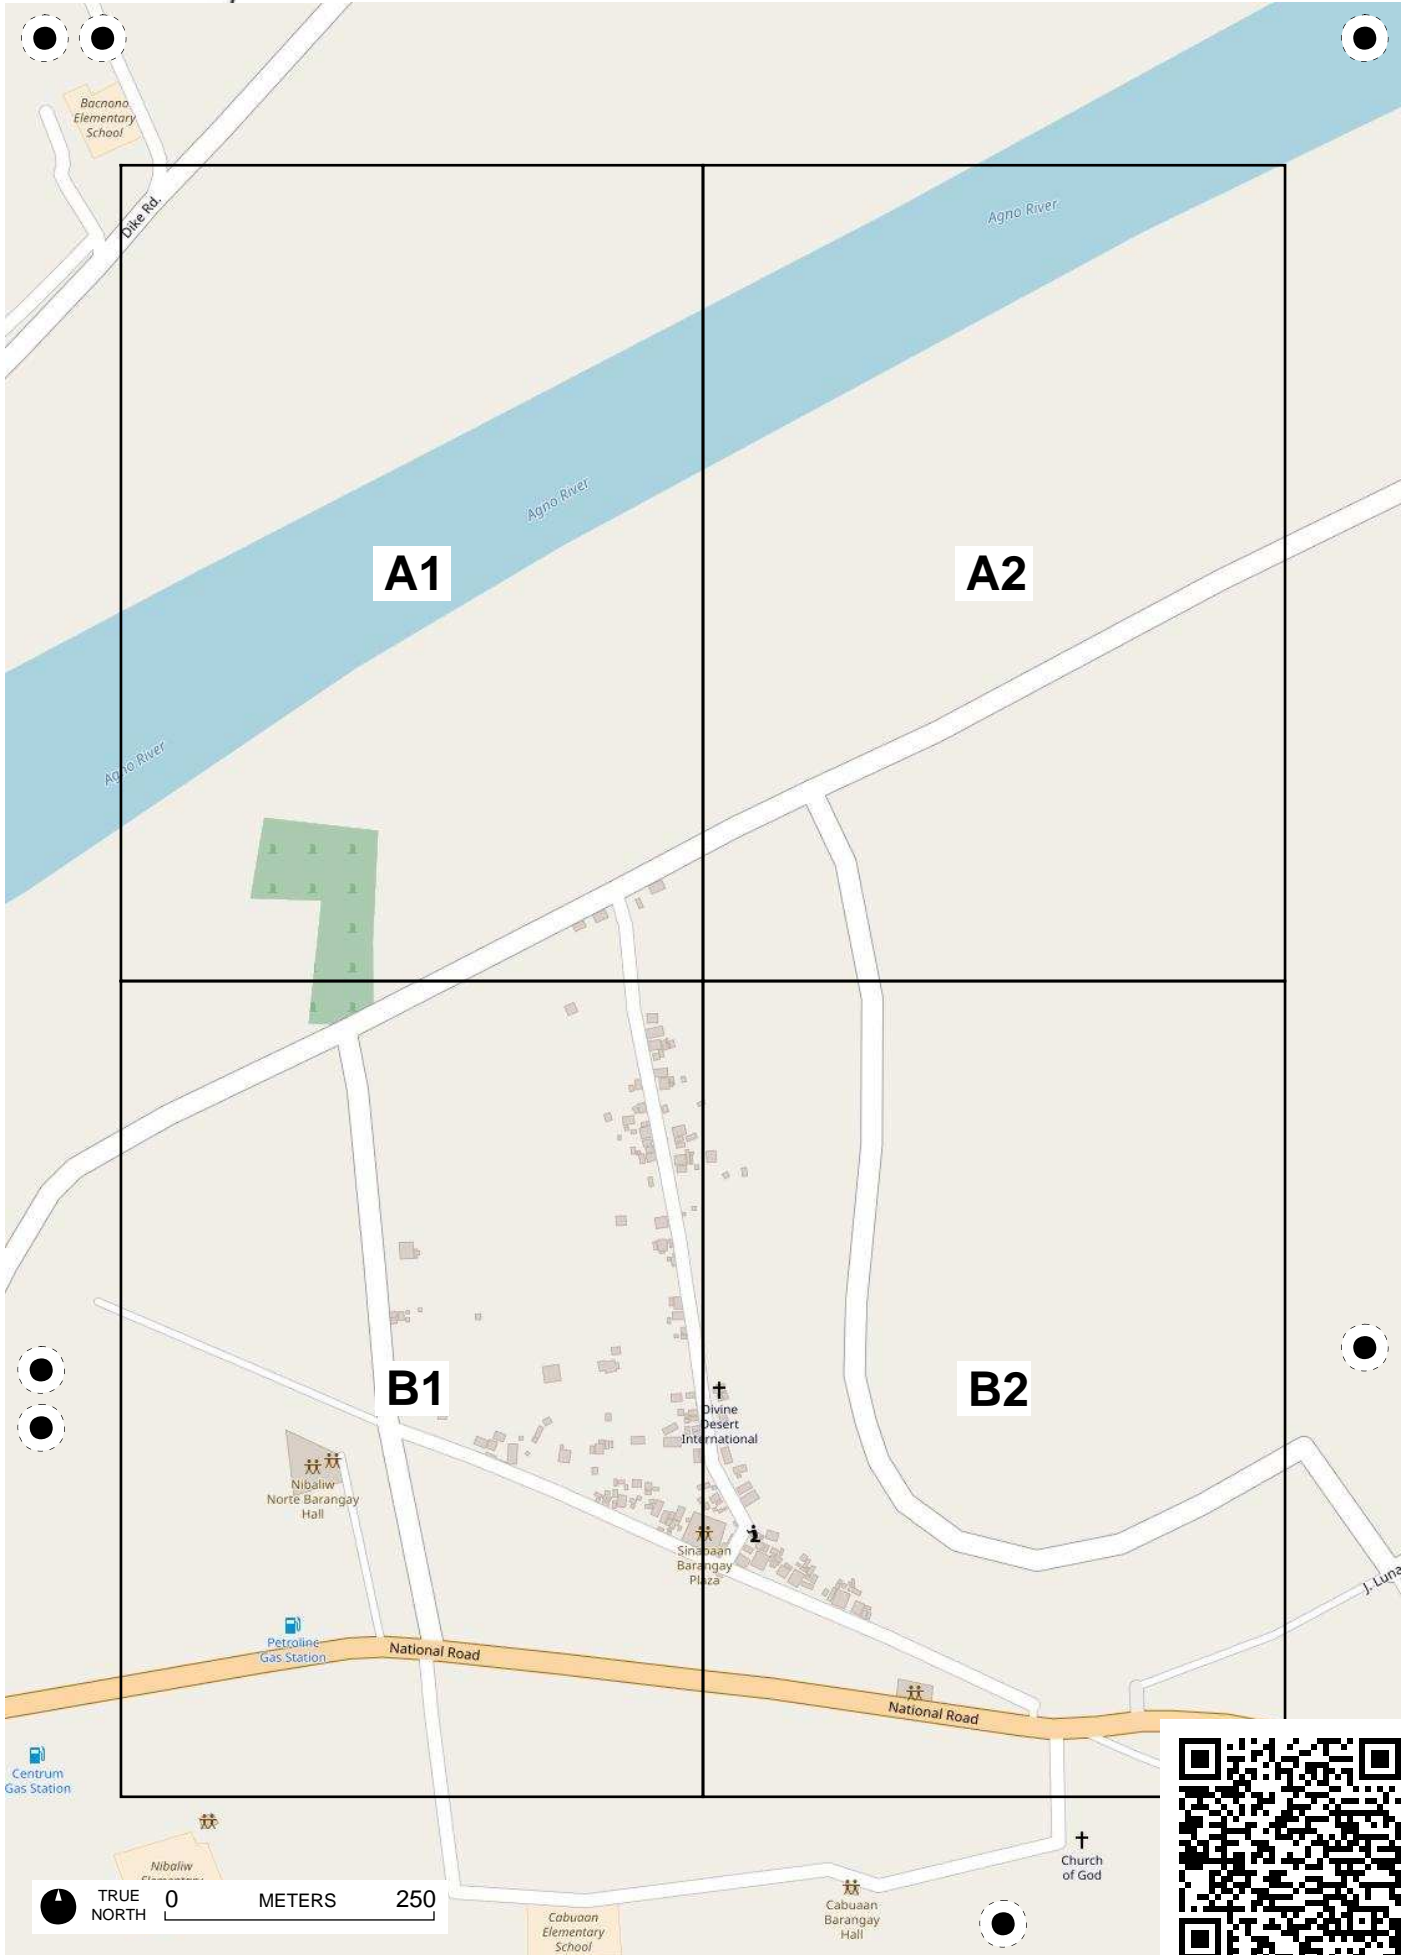 Bacnono
Elementary
School
Dike Rd.
Agno River
Agno River
A1
A2
Agno River
B1
B2
Divine
Desert
International
Nibaliw
Norte Barangay
Hall
Sinabaan
Barangay
Plaza
J. Luna
Petroline
Gas Station
National Road
National Road
Centrum
Gas Station
Church
of God
Nibaliw
Elementary
TRUE
NORTH
0 METERS 250
Cabuaan
Barangay
Hall
Cabuaan
Elementary
School